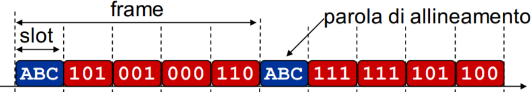 frame
parola di allineamento
slot
ABC 101 001 000 110 ABC 111 111 101 100